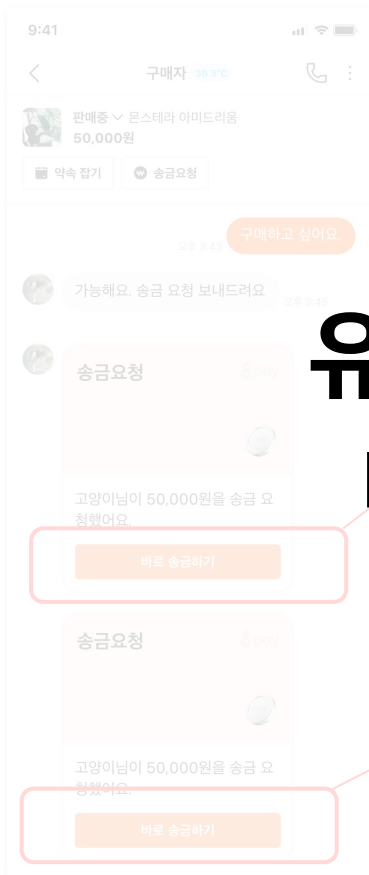 9:41
구매자 36.5°C
판매중 몬스테라 아미드리움
50,000원
약속 잡기 송금요청
구매하고 싶어요.
오후 3:43
가능해요. 송금 요청 보내드려요
오후 3:45
송금요청 pay
고양이님이 50,000원을 송금 요
청했어요.
바로 송금하기
송금요청 pay
고양이님이 50,000원을 송금 요
청했어요.
바로 송금하기
유